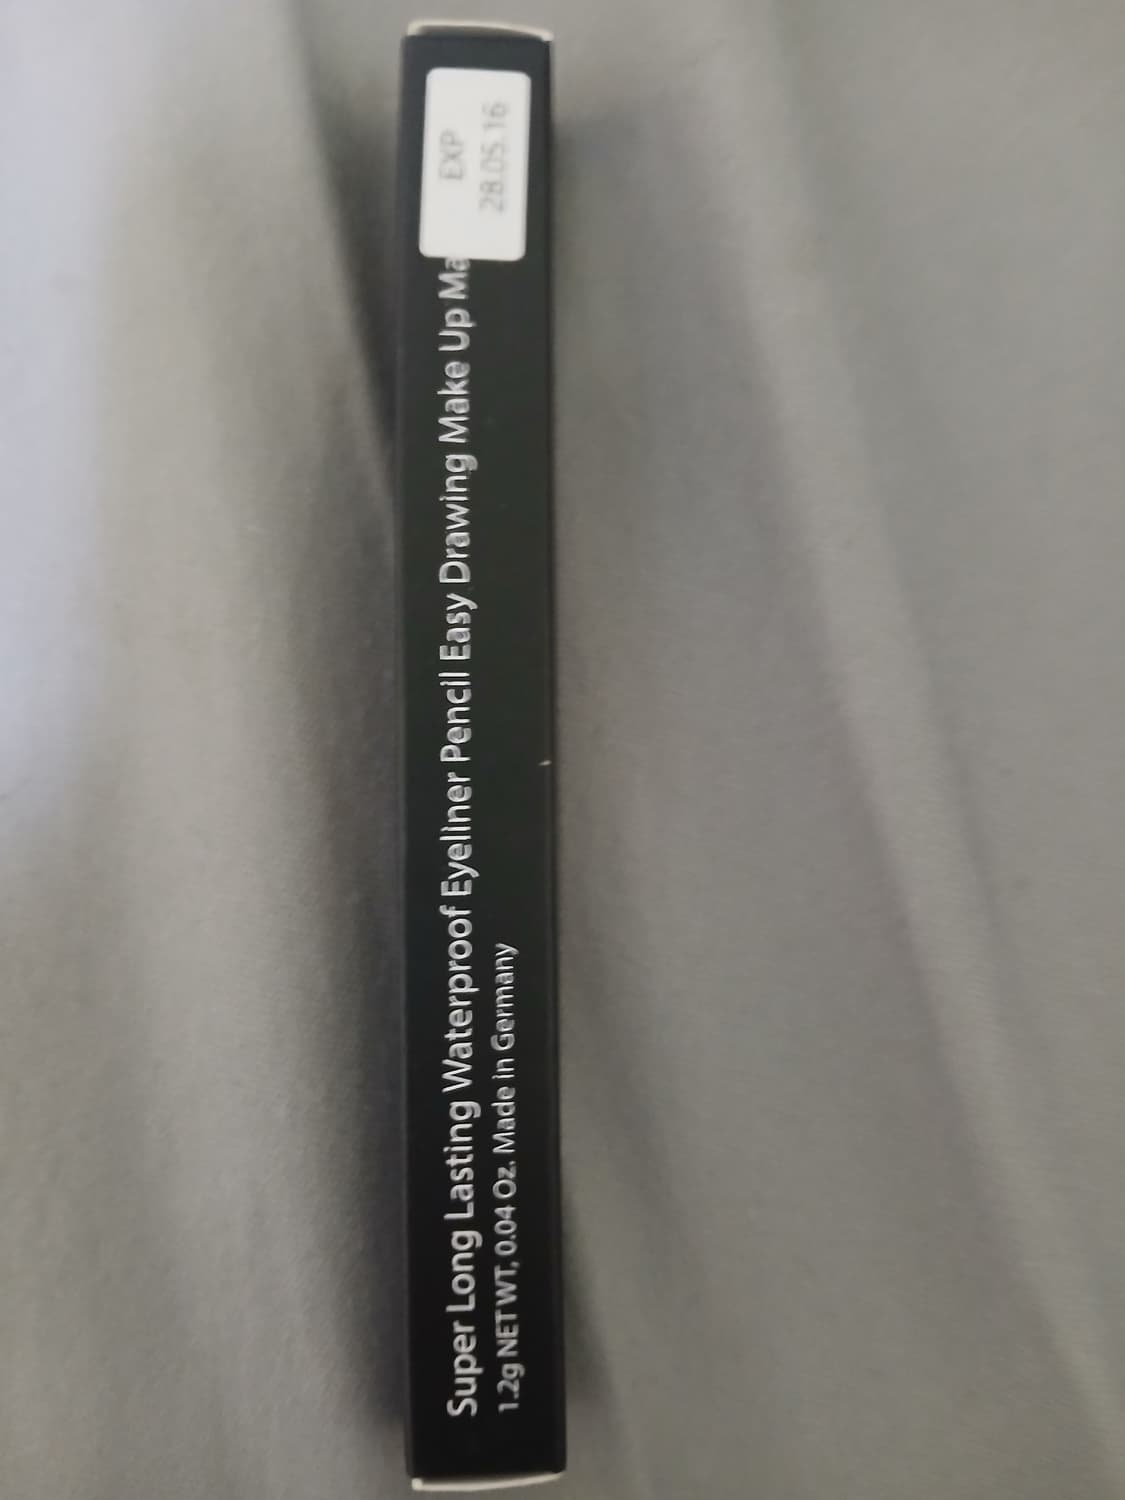 Super Long Lasting Waterproof Eyeliner Pencil Easy Drawing Make Up Ma
1.2g NET WT, 0.04 Oz. Made in Germany
EXP
28.05.16